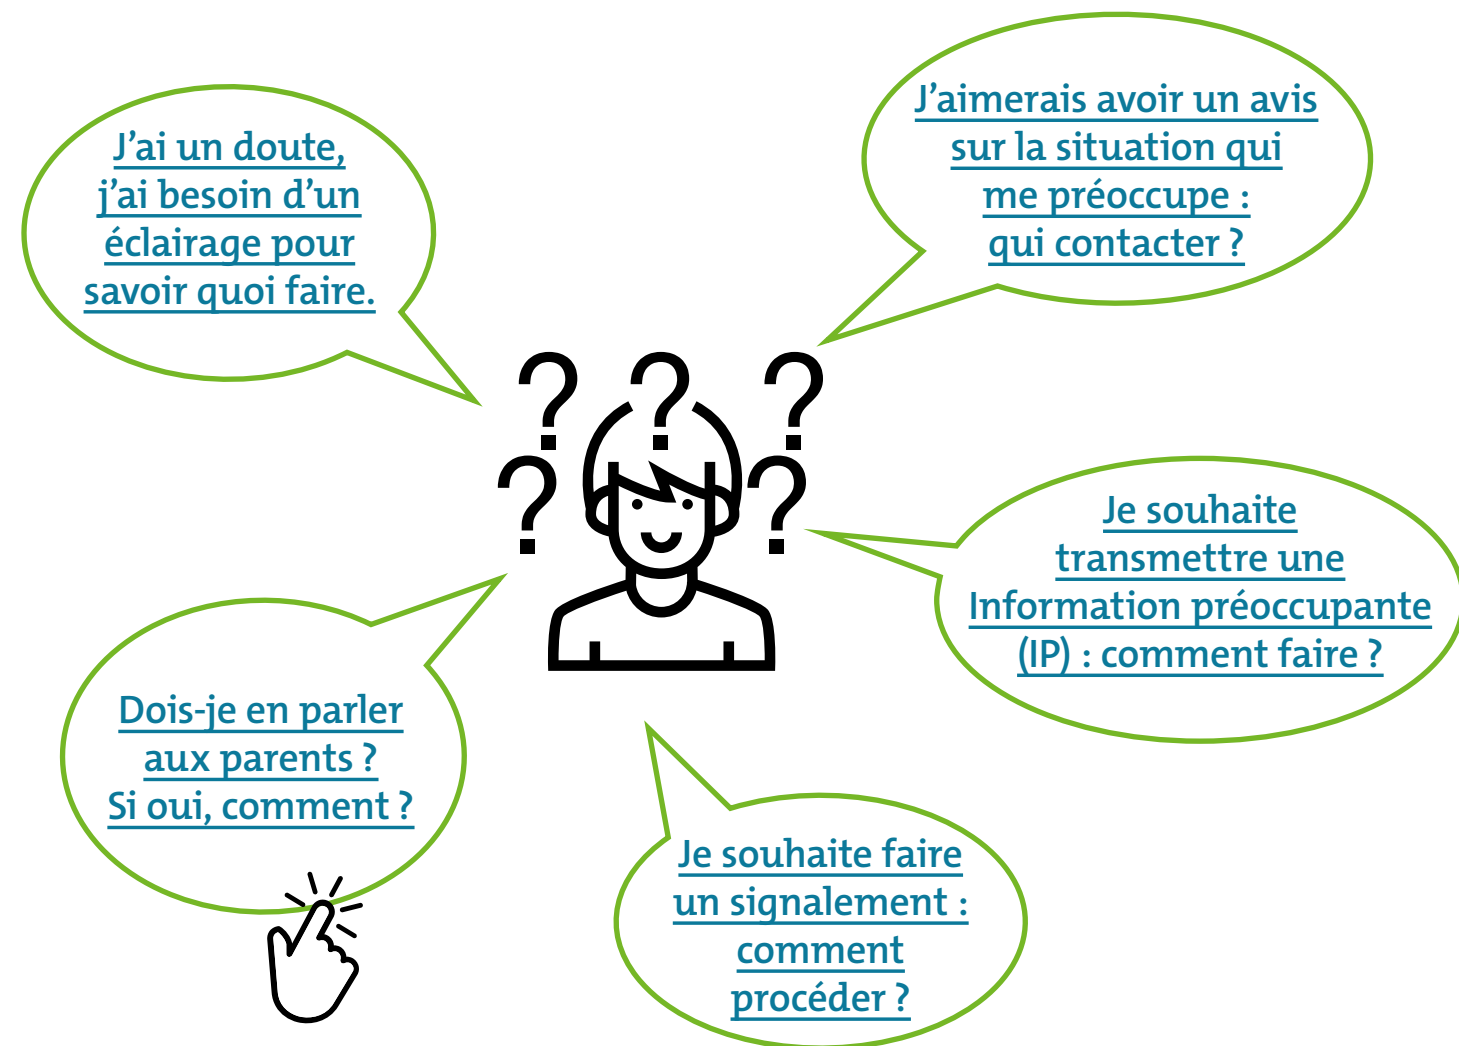 J'ai un doute,
j'ai besoin d'un
éclairage pour
savoir quoi faire.
J'aimerais avoir un avis
sur la situation qui
me préoccupe :
qui contacter ?
? ? ?
? ?
Je souhaite
transmettre une
Information préoccupante
(IP) : comment faire ?
Dois-je en parler
aux parents ?
Si oui, comment ?
Je souhaite faire
un signalement :
comment
procéder ?